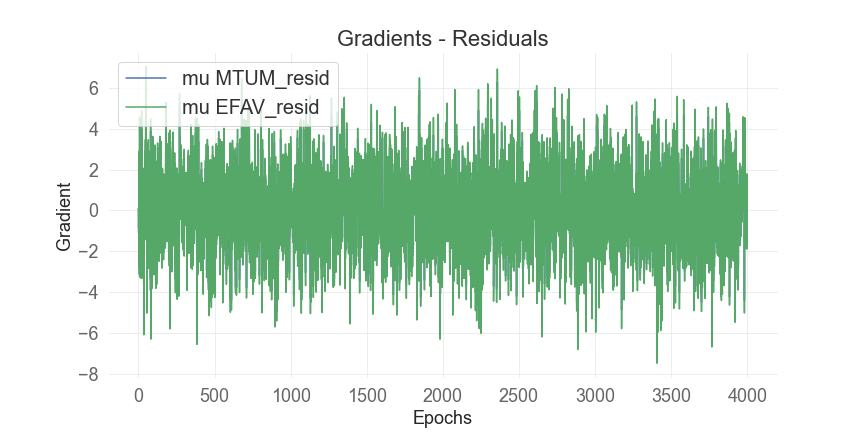 Gradients - Residuals
mu MTUM_resid
mu EFAV_resid
Gradient
6
4
2
0
−2
−4
−6
−8
0 500 1000 1500 2000 2500 3000 3500 4000
Epochs